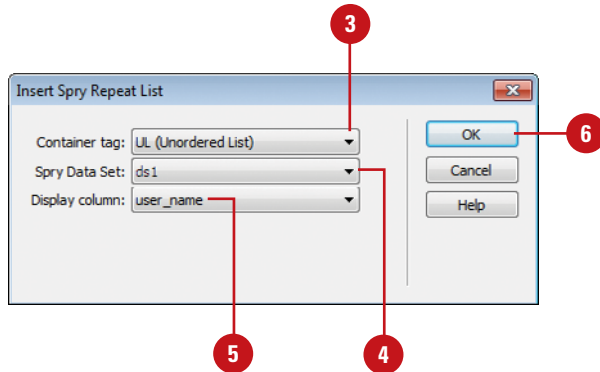 3
Insert Spry Repeat List
Container tag: UL (Unordered List)
OK
6
Spry Data Set: ds1
Cancel
Display column: user_name
Help
5
4